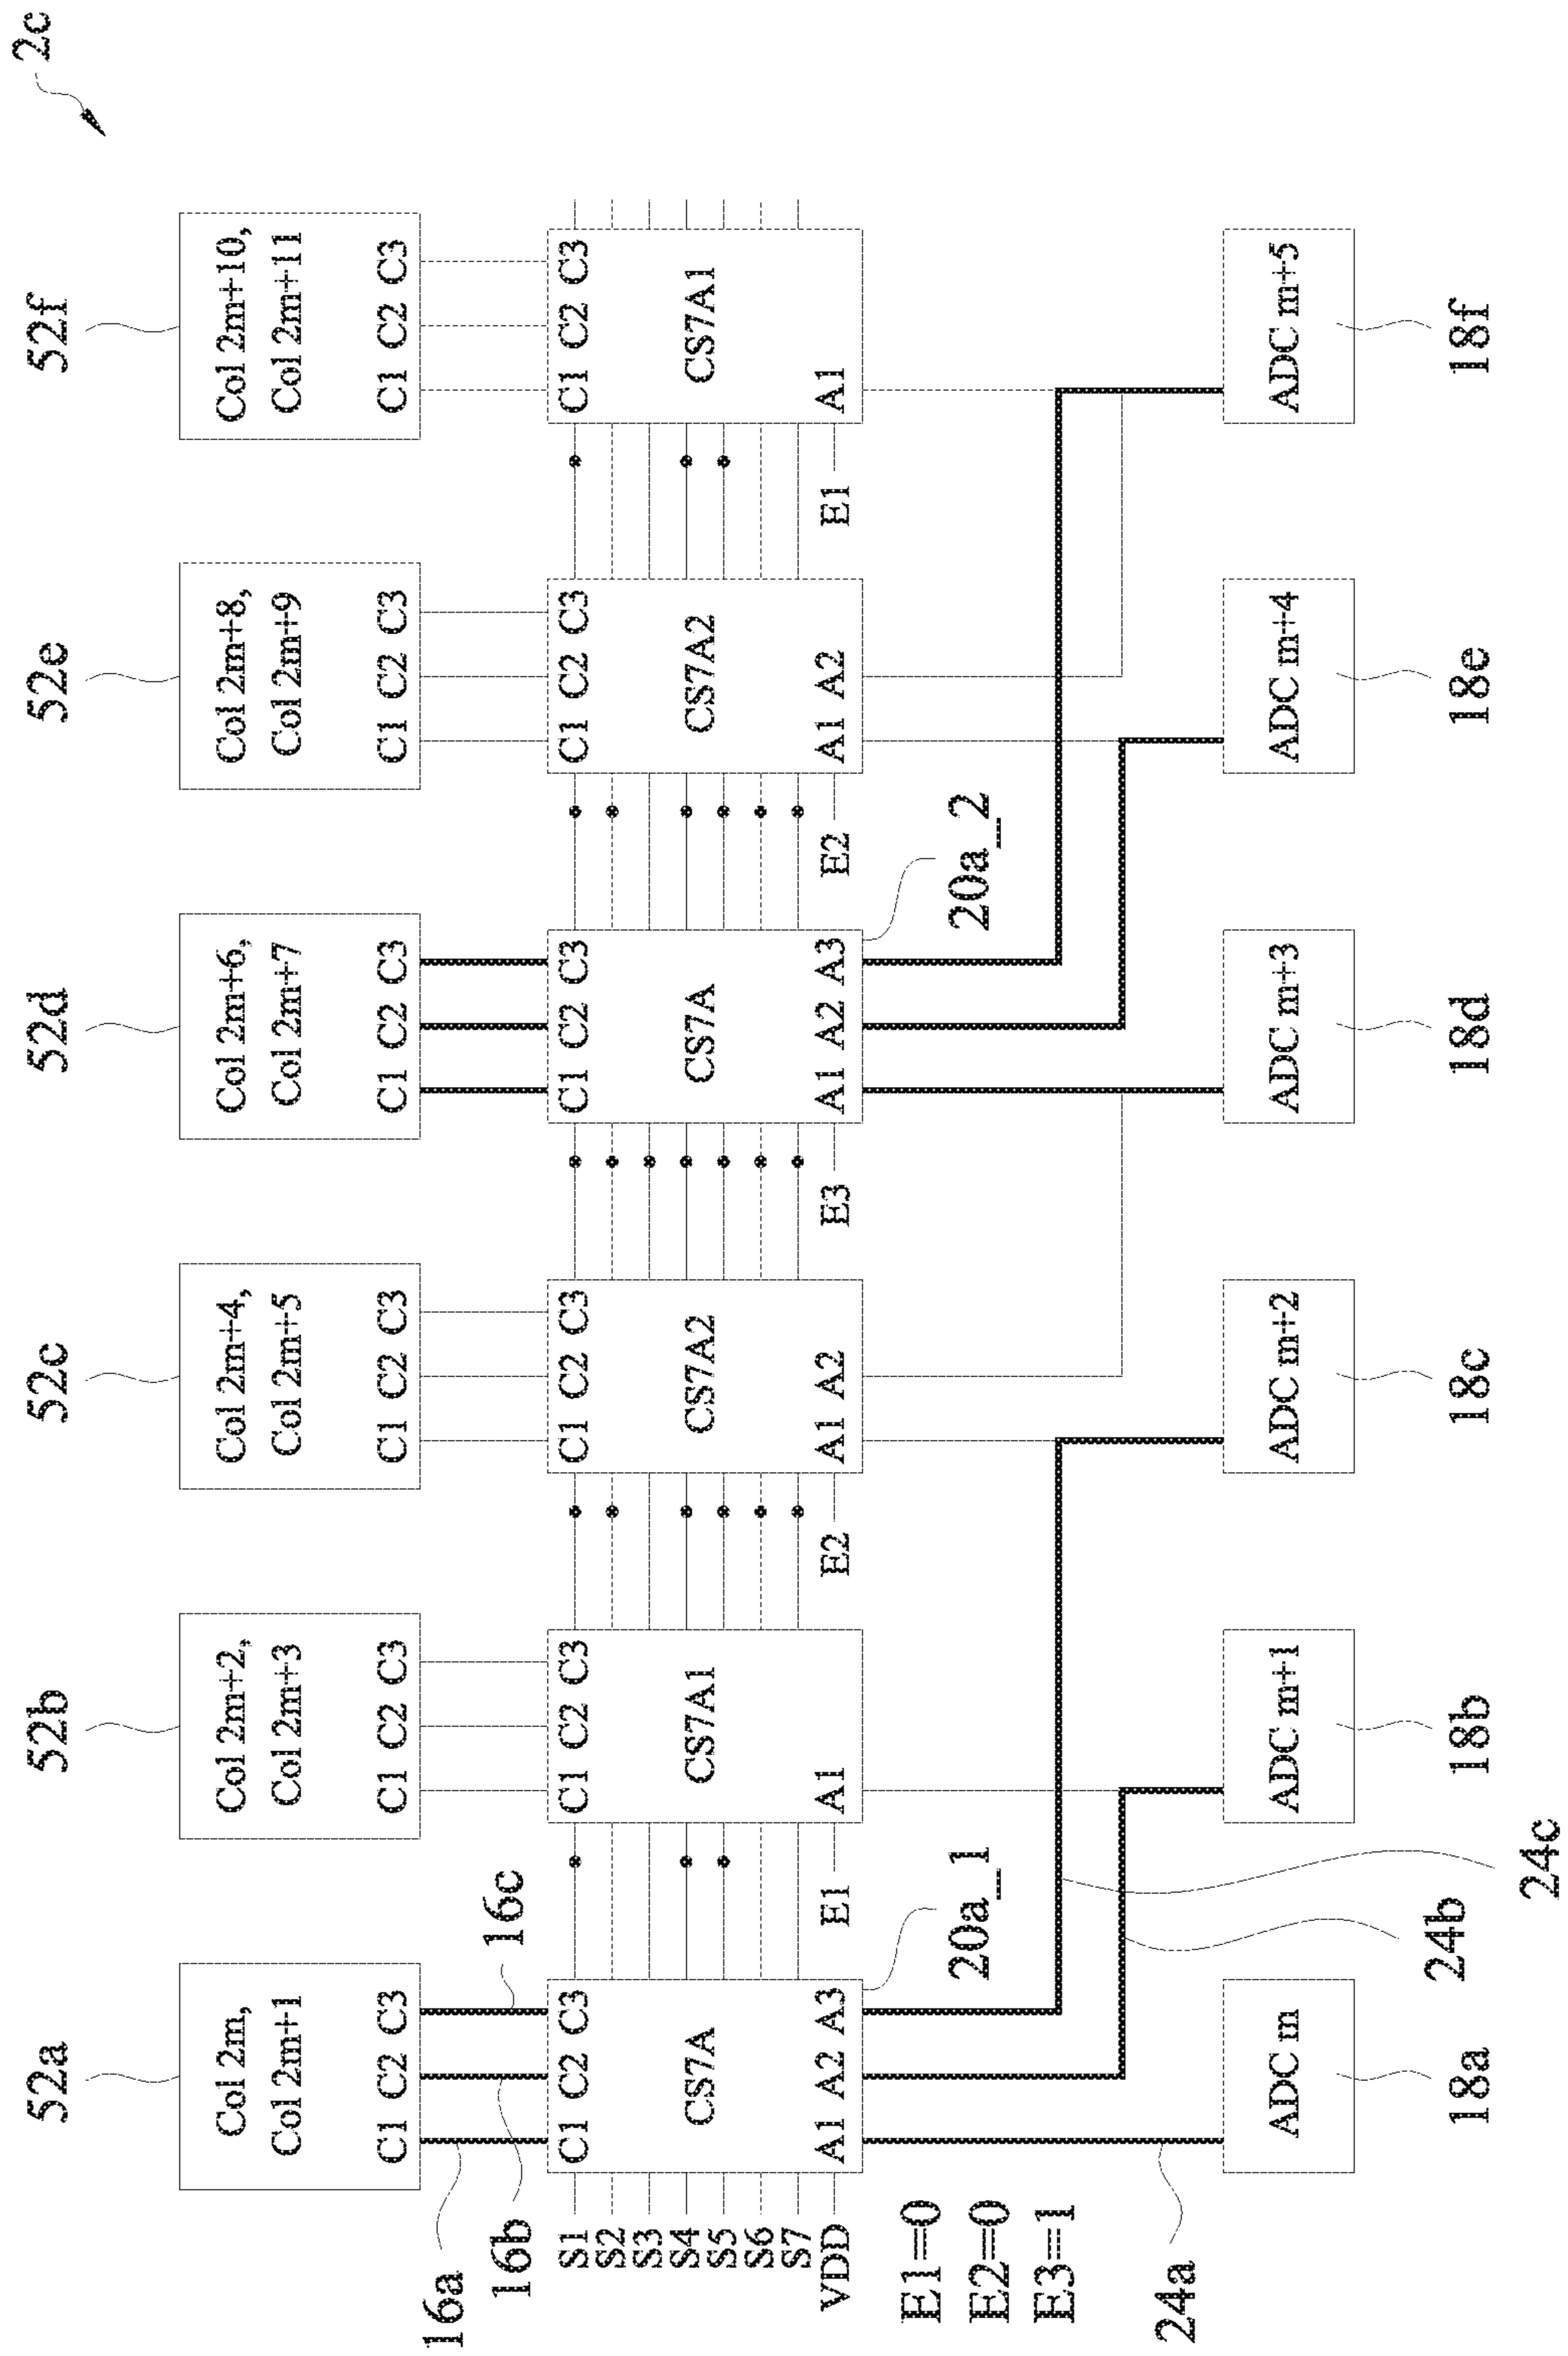 2c
52a
52b
52c
52d
52e
52f
Col 2m,
Col 2m+1
C1 C2 C3
Col 2m+2,
Col 2m+3
C1 C2 C3
Col 2m+4,
Col 2m+5
C1 C2 C3
Col 2m+6,
Col 2m+7
C1 C2 C3
Col 2m+8,
Col 2m+9
C1 C2 C3
Col 2m+10,
Col 2m+11
C1 C2 C3
16a
16b
16c
S1
S2
S3
S4
S5
S6
S7
VDD
C1 C2 C3
CS7A
A1 A2 A3
E1
C1 C2 C3
CS7A1
A1
E2
C1 C2 C3
CS7A2
A1 A2
E3
C1 C2 C3
CS7A
A1 A2 A3
E2
C1 C2 C3
CS7A2
A1 A2
E1
C1 C2 C3
CS7A1
A1
E1=0
E2=0
E3=1
20a_1
20a_2
24a
ADC m
ADC m+1
ADC m+2
ADC m+3
ADC m+4
ADC m+5
18a
24b
18b
18c
18d
18e
18f
24c